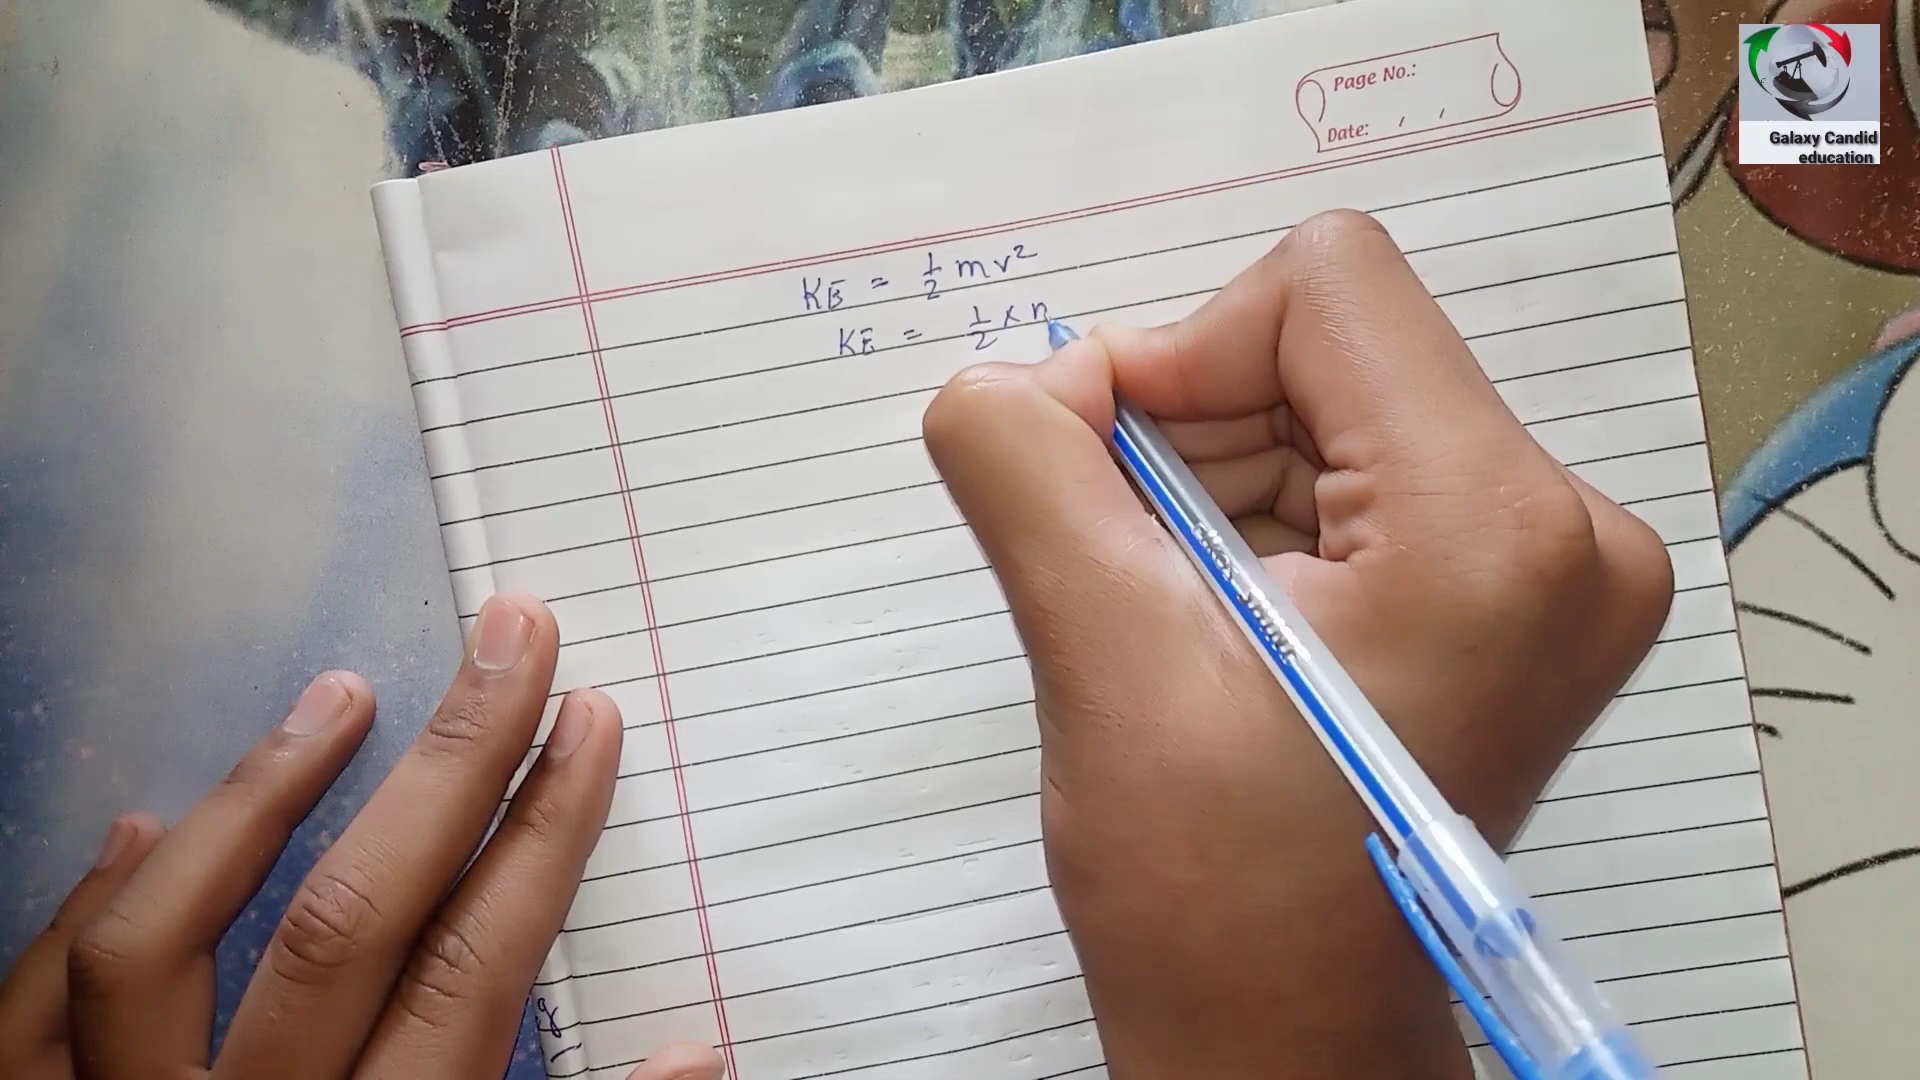 Page No.:
Date: , ,
Galaxy Candid
education
KE = 1/2 mv²
KE = 1/2 × n